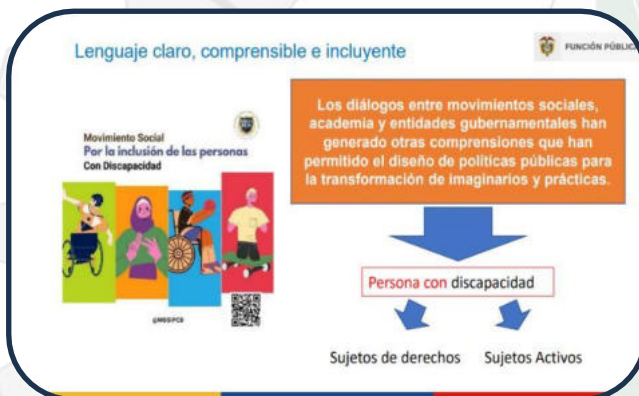 Lenguaje claro, comprensible e incluyente
FUNCIÓN PÚBLICA
Movimiento Social
Por la inclusión de las personas
Con Discapacidad
Los diálogos entre movimientos sociales,
academia y entidades gubernamentales han
generado otras comprensiones que han
permitido el diseño de políticas públicas para
la transformación de imaginarios y prácticas.
Persona con discapacidad
Sujetos de derechos Sujetos Activos